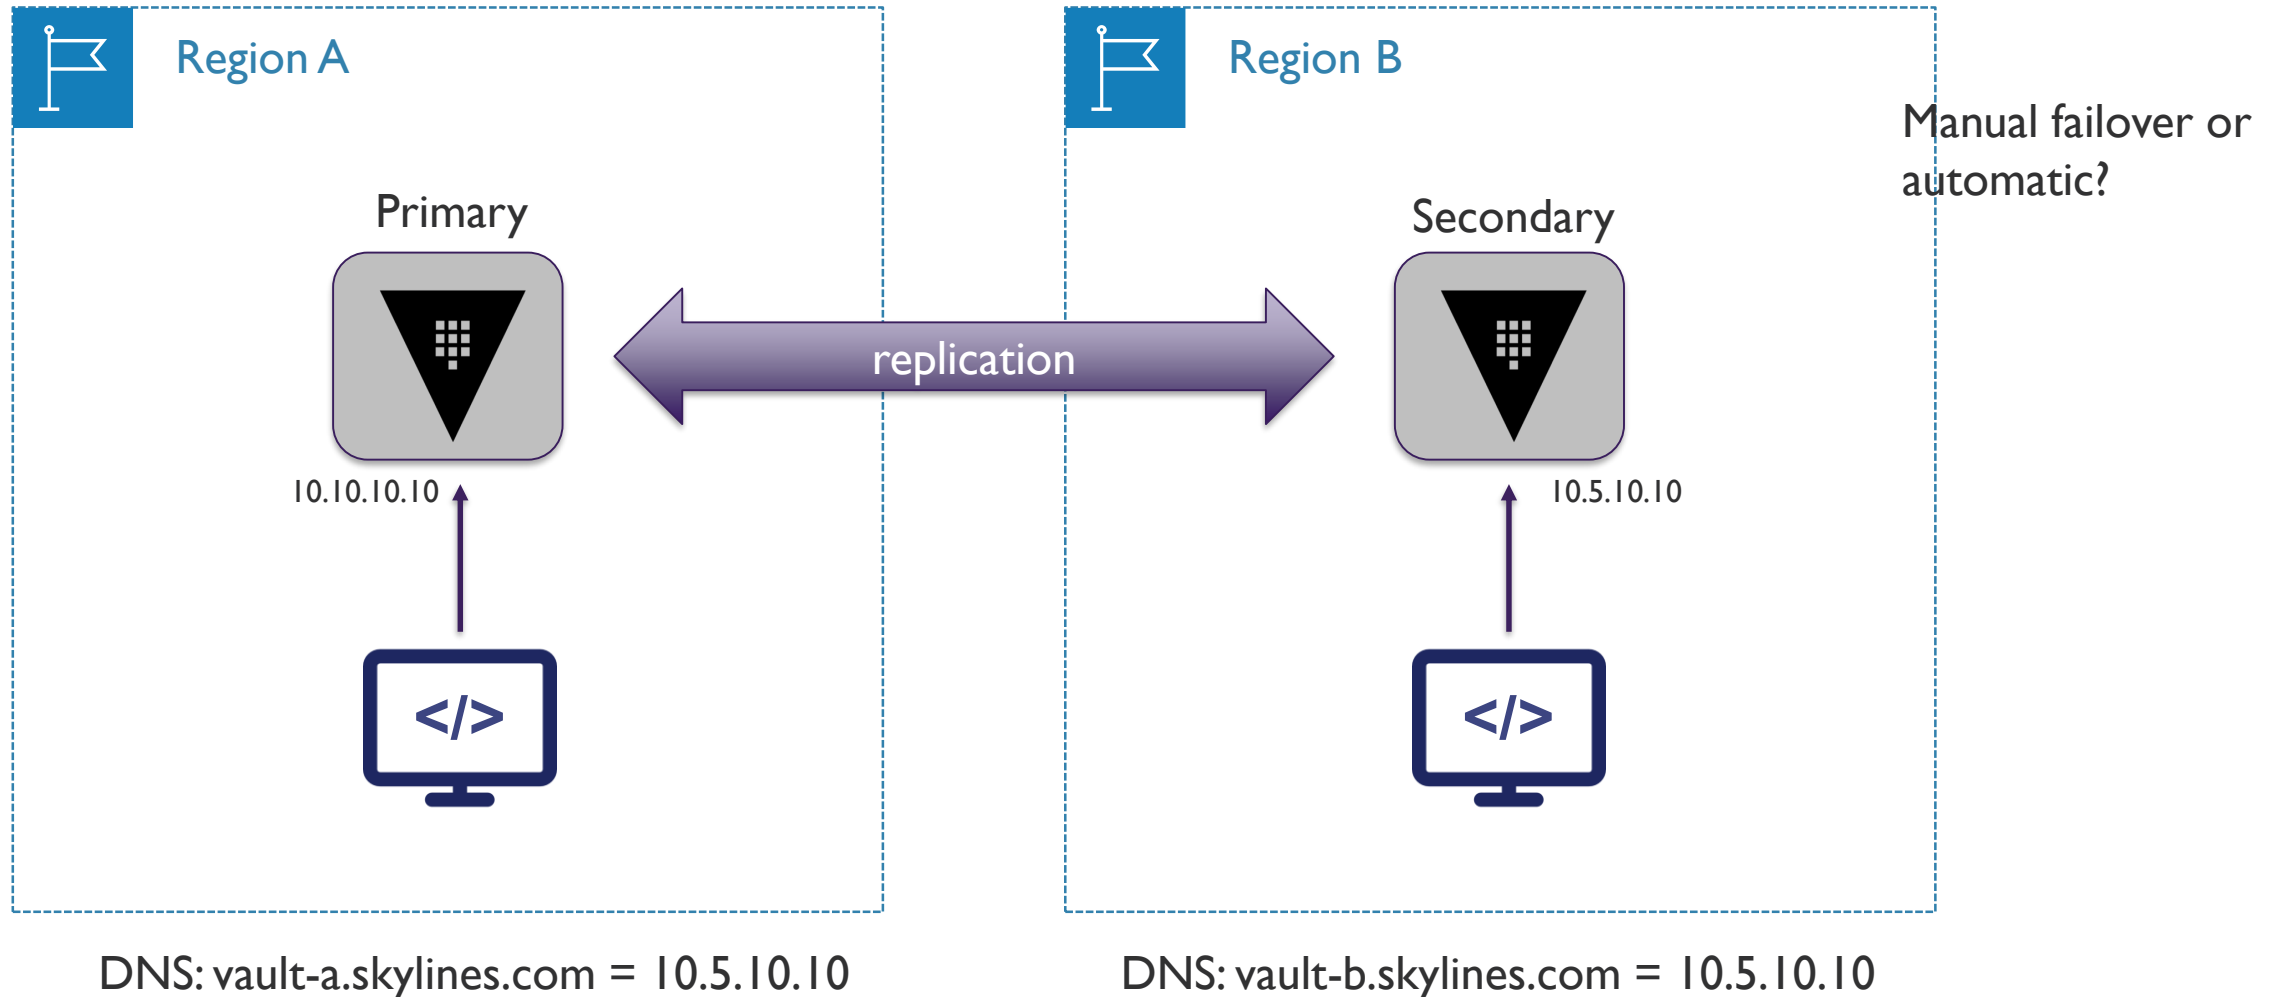 Region A
Region B
Manual failover or
automatic?
Primary
Secondary
replication
10.10.10.10
10.5.10.10
</>
</>
DNS: vault-a.skylines.com = 10.5.10.10
DNS: vault-b.skylines.com = 10.5.10.10